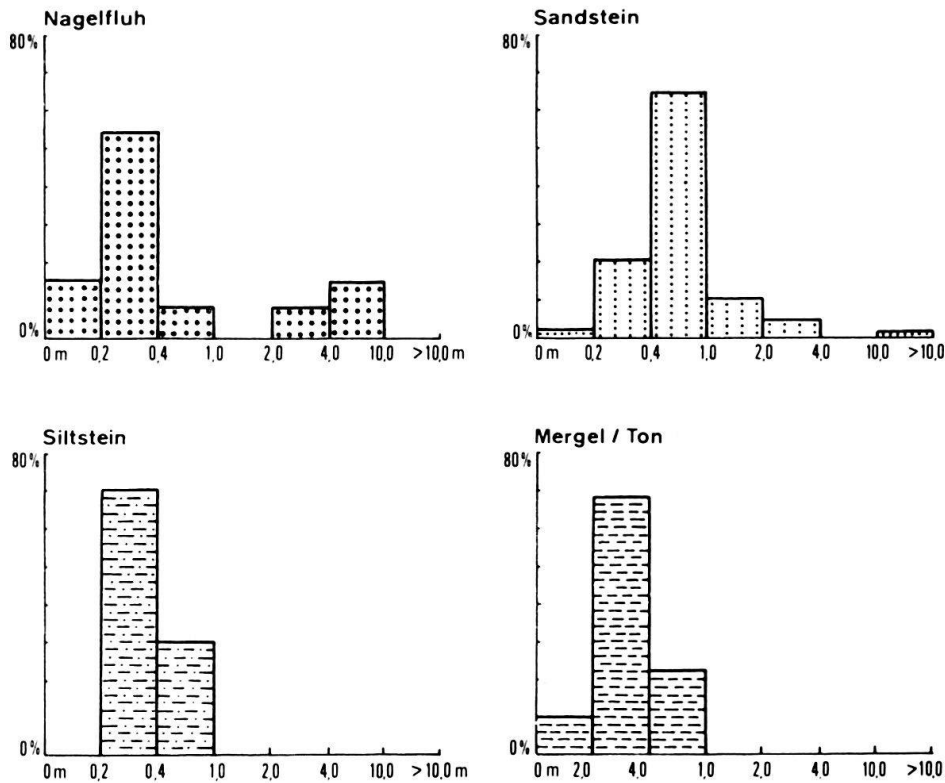 Nagelfluh
80%
0%
0 m 0,2 0,4 1,0 2,0 4,0 10,0 >10,0 m
Sandstein
80%
0%
0 m 0,2 0,4 1,0 2,0 4,0 10,0 >10,0
Siltstein
80%
0%
0 m 0,2 0,4 1,0 2,0 4,0 10,0 >10,0 m
Mergel / Ton
80%
0%
0 m 2,0 4,0 1,0 2,0 4,0 10,0 >10,0